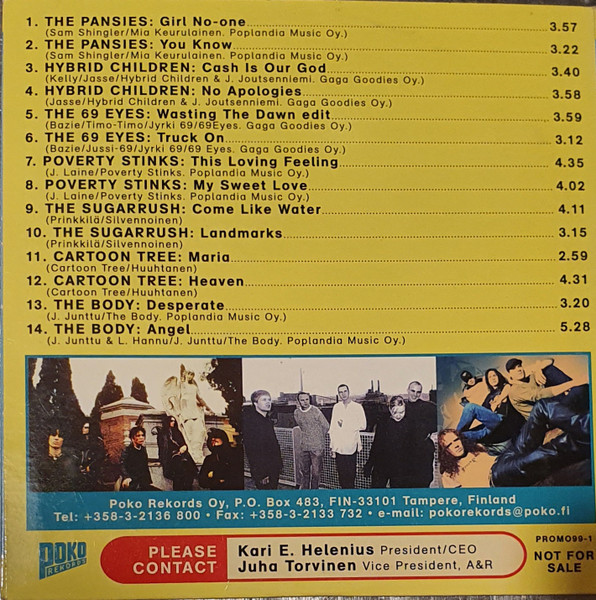 1. THE PANSIES: Girl No-one 3.57
(Sam Shingler/Mia Keurulainen. Poplandia Music Oy.)
2. THE PANSIES: You Know 3.22
(Sam Shingler/Mia Keurulainen. Poplandia Music Oy.)
3. HYBRID CHILDREN: Cash Is Our God 3.40
(Kelly/Jasse/Hybrid Children & J. Joutsenniemi. Gaga Goodies Oy.)
4. HYBRID CHILDREN: No Apologies 3.58
(Jasse/Hybrid Children & J. Joutsenniemi. Gaga Goodies Oy.)
5. THE 69 EYES: Wasting The Dawn edit 3.59
(Bazie/Timo-Timo/Jyrki 69/69Eyes. Gaga Goodies Oy.)
6. THE 69 EYES: Truck On 3.12
(Bazie/Jussi-69/Jyrki 69/69 Eyes. Gaga Goodies Oy.)
7. POVERTY STINKS: This Loving Feeling 4.35
(J. Laine/Poverty Stinks. Poplandia Music Oy.)
8. POVERTY STINKS: My Sweet Love 4.02
(J. Laine/Poverty Stinks. Poplandia Music Oy.)
9. THE SUGARRUSH: Come Like Water 4.11
(Prinkkilä/Silvennoinen)
10. THE SUGARRUSH: Landmarks 3.15
(Prinkkilä/Silvennoinen)
11. CARTOON TREE: Maria 2.59
(Cartoon Tree/Huuhtanen)
12. CARTOON TREE: Heaven 4.31
(Cartoon Tree/Huuhtanen)
13. THE BODY: Desperate 3.20
(J. Junttu/The Body. Poplandia Music Oy.)
14. THE BODY: Angel 5.28
(J. Junttu & L. Hannu/J. Junttu/The Body. Poplandia Music Oy.)
Poko Rekords Oy, P.O. Box 483, FIN-33101 Tampere, Finland
Tel: +358-3-2136 800 • Fax: +358-3-2133 732 • e-mail: pokorekords@poko.fi
POKO
REKORDS
PLEASE
CONTACT
Kari E. Helenius President/CEO
Juha Torvinen Vice President, A&R
PROMO99-1
NOT FOR
SALE